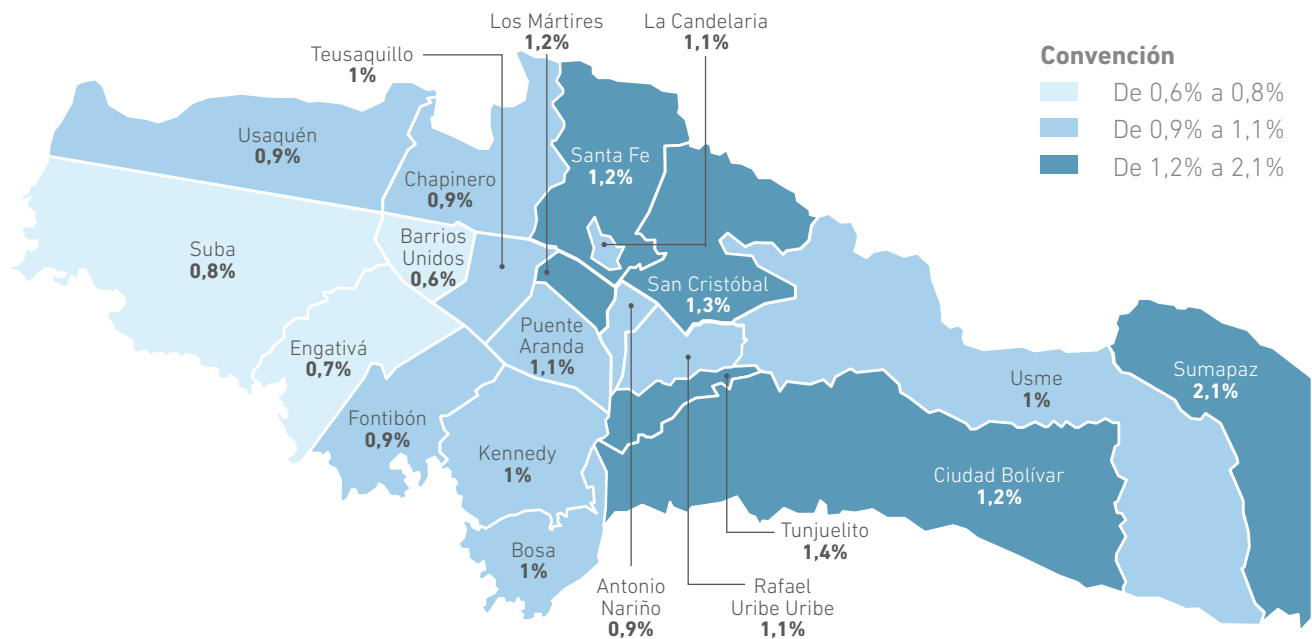 Los Mártires
1,2%
La Candelaria
1,1%
Teusaquillo
1%
Convención
De 0,6% a 0,8%
De 0,9% a 1,1%
De 1,2% a 2,1%
Usaquén
0,9%
Chapinero
0,9%
Santa Fe
1,2%
Suba
0,8%
Barrios
Unidos
0,6%
San Cristóbal
1,3%
Engativá
0,7%
Puente
Aranda
1,1%
Usme
1%
Sumapaz
2,1%
Fontibón
0,9%
Kennedy
1%
Ciudad Bolívar
1,2%
Bosa
1%
Tunjuelito
1,4%
Antonio
Nariño
0,9%
Rafael
Uribe Uribe
1,1%